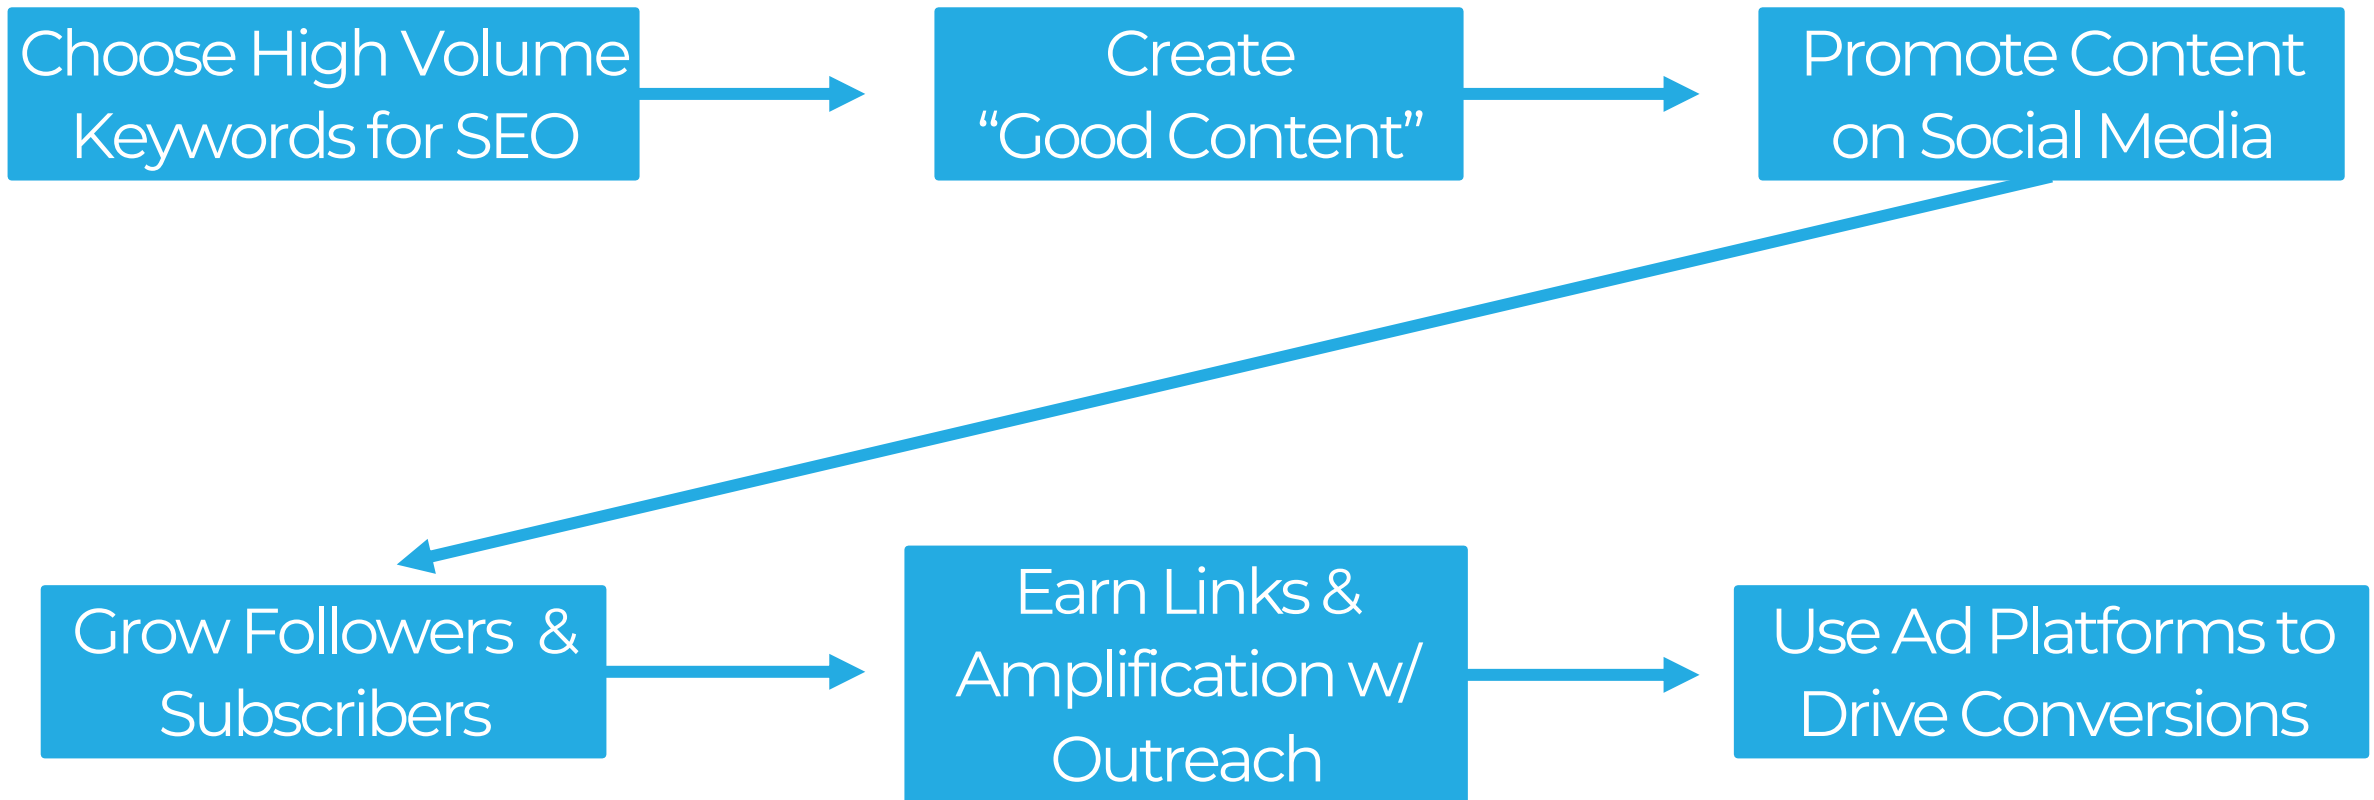 Choose High Volume
Keywords for SEO
Create
“Good Content”
Promote Content
on Social Media
Grow Followers &
Subscribers
Earn Links &
Amplification w/
Outreach
Use Ad Platforms to
Drive Conversions